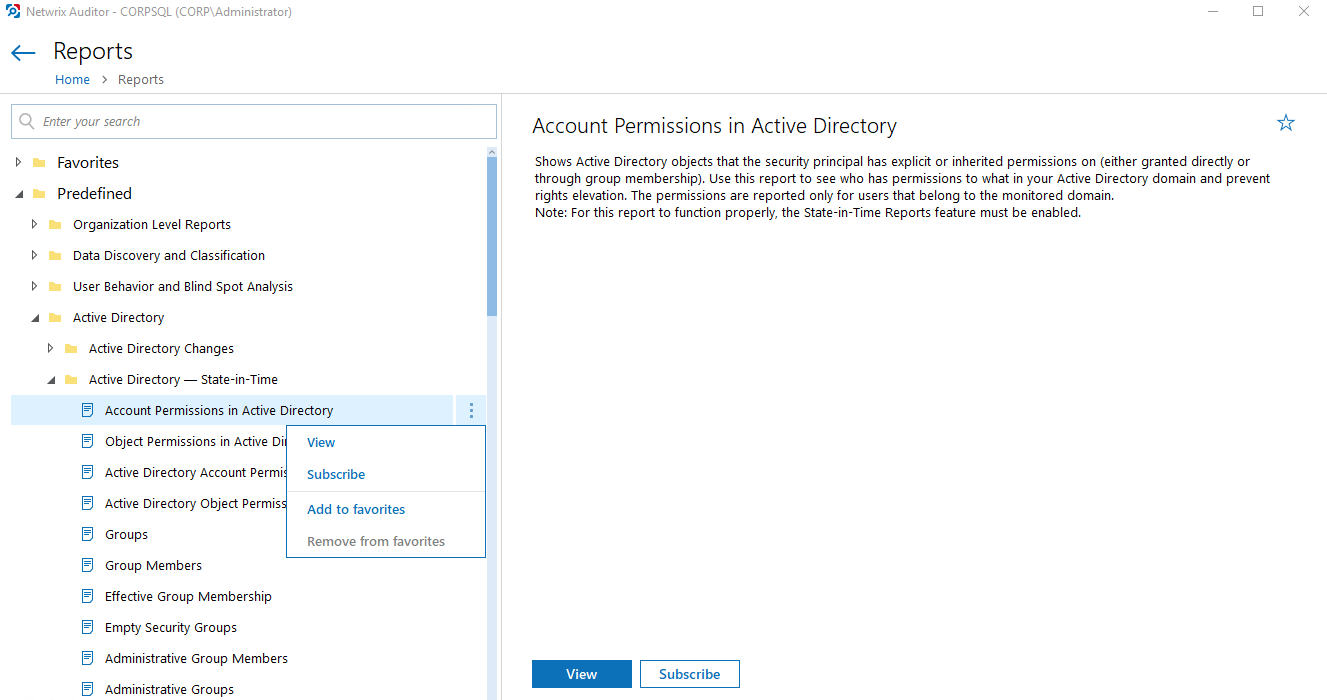 Netwrix Auditor - CORPSQL (CORP\Administrator)
Reports
Home > Reports
Enter your search
Favorites
Predefined
Organization Level Reports
Data Discovery and Classification
User Behavior and Blind Spot Analysis
Active Directory
Active Directory Changes
Active Directory — State-in-Time
Account Permissions in Active Directory
Object Permissions in Active Di
Active Directory Account Permis
Active Directory Object Permiss
Groups
Group Members
Effective Group Membership
Empty Security Groups
Administrative Group Members
Administrative Groups
View
Subscribe
Add to favorites
Remove from favorites
Account Permissions in Active Directory
Shows Active Directory objects that the security principal has explicit or inherited permissions on (either granted directly or
through group membership). Use this report to see who has permissions to what in your Active Directory domain and prevent
rights elevation. The permissions are reported only for users that belong to the monitored domain.
Note: For this report to function properly, the State-in-Time Reports feature must be enabled.
View
Subscribe